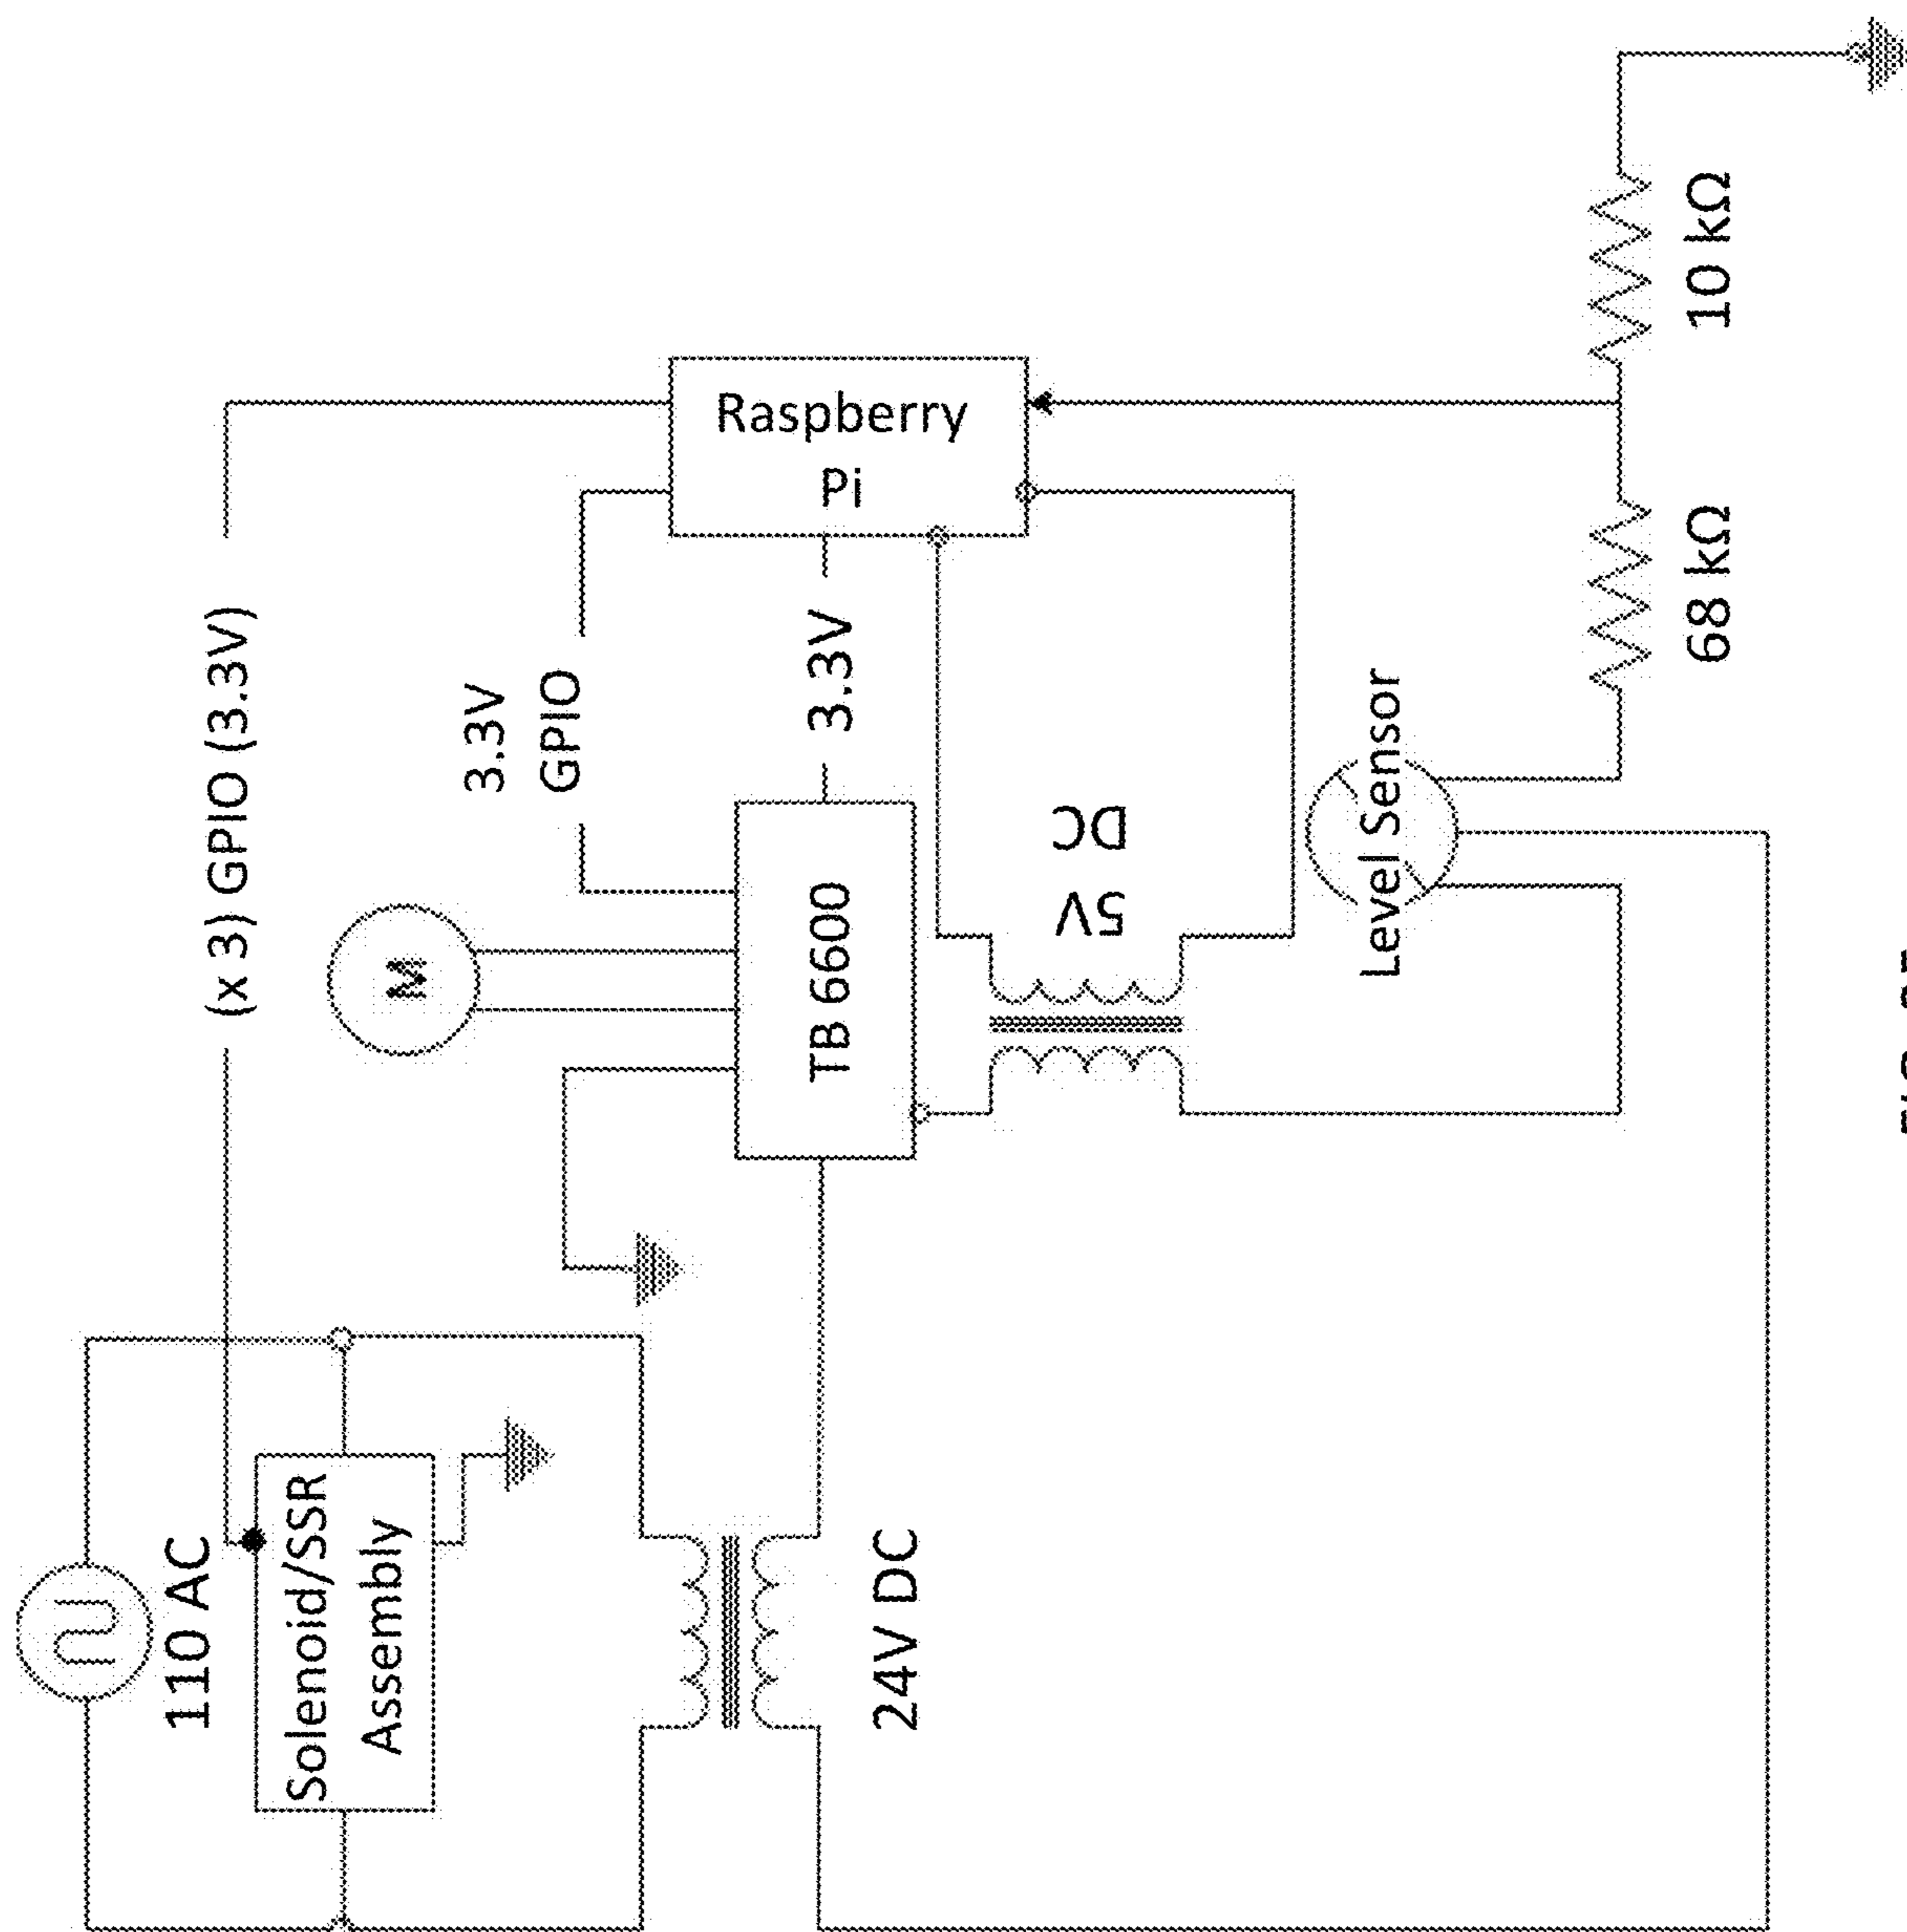 110 AC
Solenoid/SSR
Assembly
(x 3) GPIO (3.3V)
M
3.3V
GPIO
TB 6600
3.3V
Raspberry
Pi
24V DC
5V
DC
Level Sensor
68 kΩ
10 kΩ